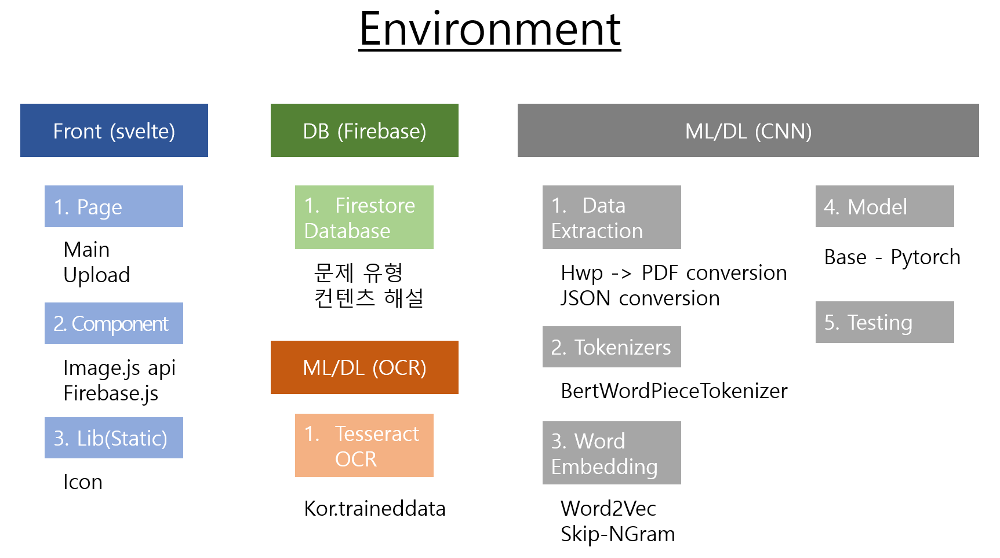 Environment
Front (svelte)
1. Page
Main
Upload
2. Component
Image.js api
Firebase.js
3. Lib(Static)
Icon
DB (Firebase)
1. Firestore
Database
문제 유형
컨텐츠 해설
ML/DL (OCR)
1. Tesseract
OCR
Kor.traineddata
ML/DL (CNN)
1. Data
Extraction
Hwp -> PDF conversion
JSON conversion
2. Tokenizers
BertWordPieceTokenizer
3. Word
Embedding
Word2Vec
Skip-NGram
4. Model
Base - Pytorch
5. Testing